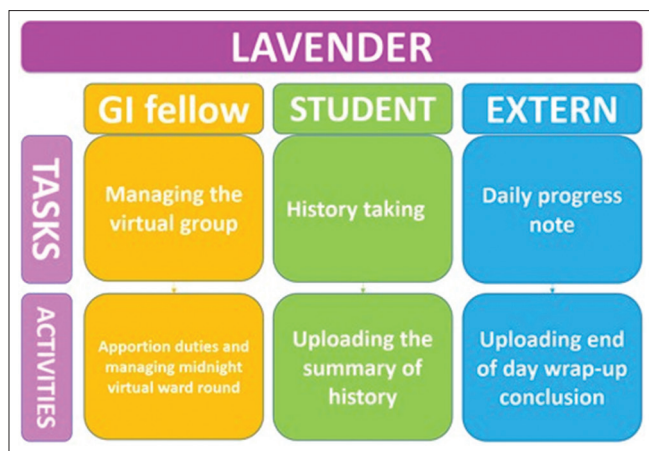 LAVENDER
GI fellow
STUDENT
EXTERN
TASKS
Managing the
virtual group
History taking
Daily progress
note
ACTIVITIES
Apportion duties and
managing midnight
virtual ward round
Uploading the
summary of
history
Uploading end
of day wrap-up
conclusion